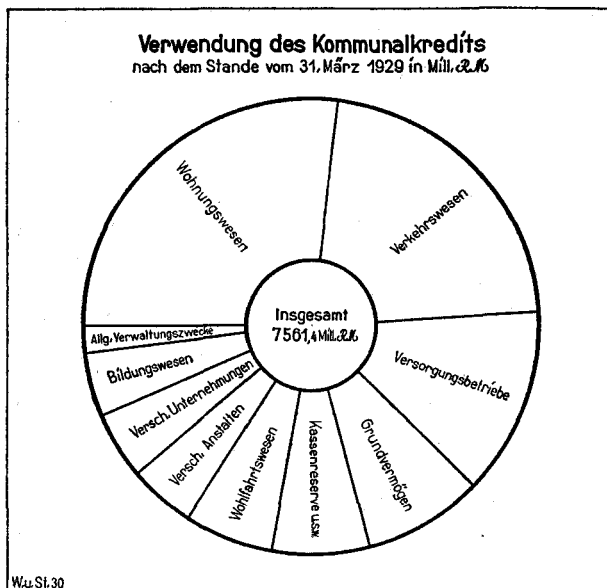 Verwendung des Kommunalkredits
nach dem Stande vom 31. März 1929 in Mill. RM
Wohnungswesen
Verkehrswesen
Insgesamt
7561,4 Mill. RM
Allg. Verwaltungszwecke
Bildungswesen
Versch. Unternehmungen
Versch. Anstalten
Wohlfahrtswesen
Kassenreserve usw.
Grundvermögen
Versorgungsbetriebe
W.u.St. 30